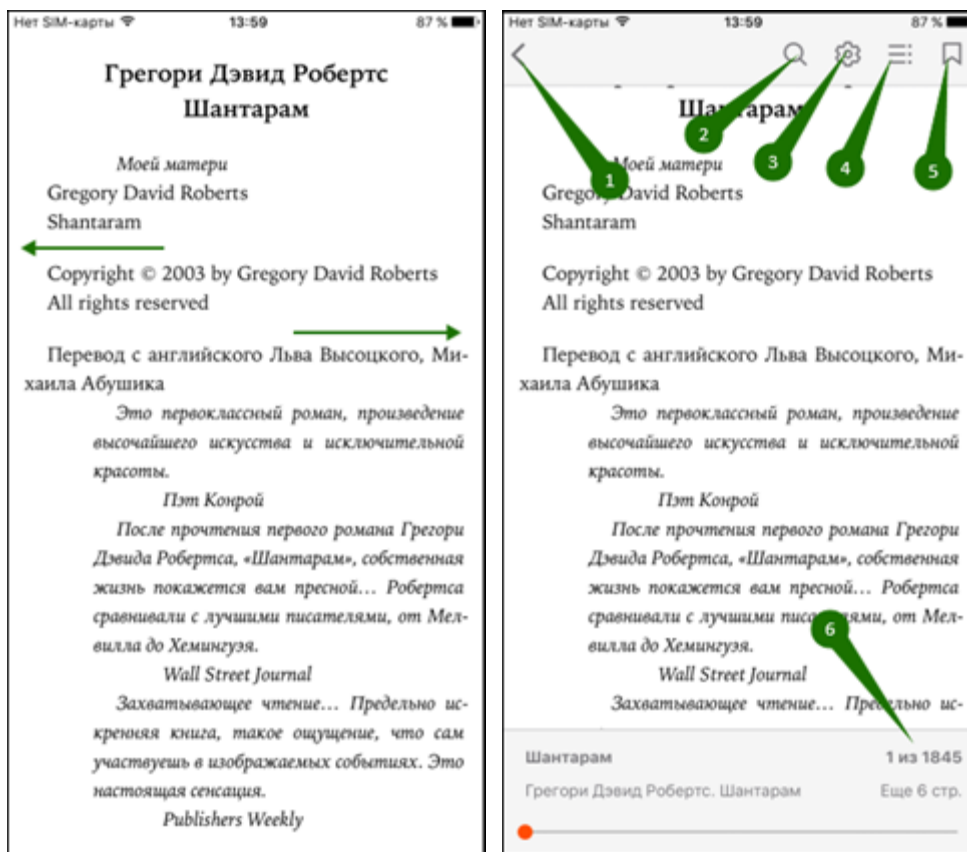 Нет SIM-карты 13:59 87 %
Грегори Дэвид Робертс
Шантарам
Моей матери
Gregory David Roberts
Shantaram
Copyright © 2003 by Gregory David Roberts
All rights reserved
Перевод с английского Льва Высоцкого, Ми-
хаила Абушика
Это первоклассный роман, произведение
высочайшего искусства и исключительной
красоты.
Пэт Конрой
После прочтения первого романа Грегори
Дэвида Робертса, «Шантарам», собственная
жизнь покажется вам пресной... Робертса
сравнивали с лучшими писателями, от Мел-
вилла до Хемингуэя.
Wall Street Journal
Захватывающее чтение... Предельно ис-
кренняя книга, такое ощущение, что сам
участвуешь в изображаемых событиях. Это
настоящая сенсация.
Publishers Weekly
Нет SIM-карты 13:59 87 %
Шантарам
2
3
4
5
1
Моей матери
Gregory David Roberts
Shantaram
Copyright © 2003 by Gregory David Roberts
All rights reserved
Перевод с английского Льва Высоцкого, Ми-
хаила Абушика
Это первоклассный роман, произведение
высочайшего искусства и исключительной
красоты.
Пэт Конрой
После прочтения первого романа Грегори
Дэвида Робертса, «Шантарам», собственная
жизнь покажется вам пресной... Робертса
сравнивали с лучшими писателями, от Мел-
6
вилла до Хемингуэя.
Wall Street Journal
Захватывающее чтение... Предельно ис-
Шантарам 1 из 1845
Грегори Дэвид Робертс. Шантарам Еще 6 стр.